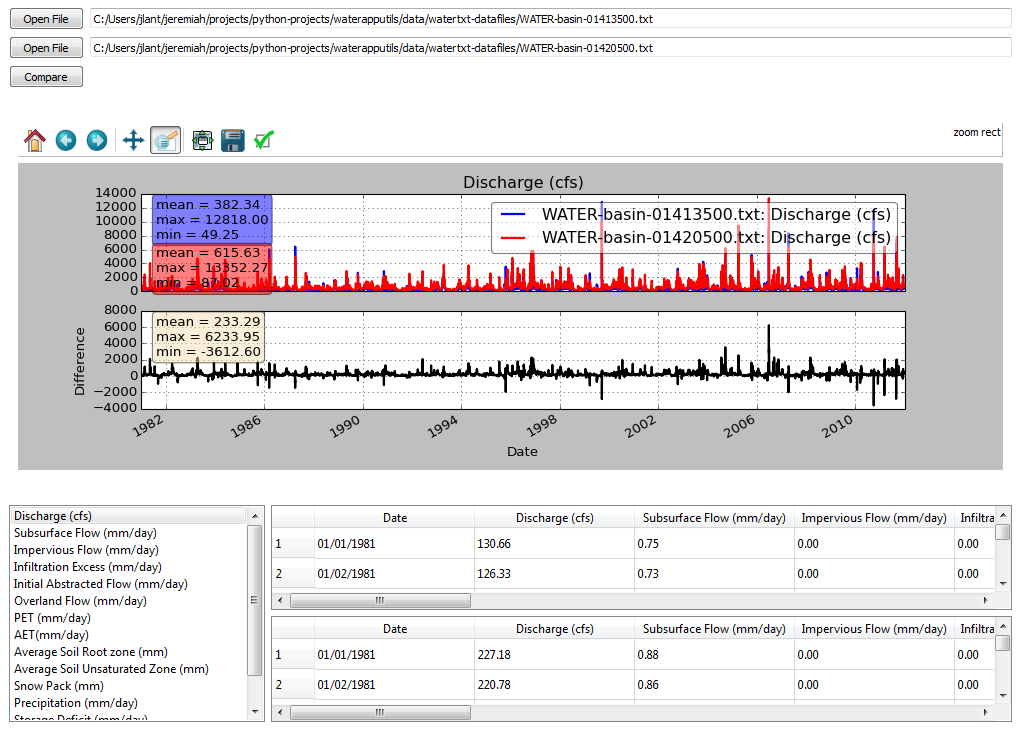 Open File C:/Users/jlant/jeremiah/projects/python-projects/waterapputils/data/watertxt-datafiles/WATER-basin-01413500.txt
Open File C:/Users/jlant/jeremiah/projects/python-projects/waterapputils/data/watertxt-datafiles/WATER-basin-01420500.txt
Compare
zoom rect
Discharge (cfs)
14000
12000
10000
8000
6000
4000
2000
0
mean = 382.34
max = 12818.00
min = 49.25
mean = 615.63
max = 13352.27
min = 87.02
WATER-basin-01413500.txt: Discharge (cfs)
WATER-basin-01420500.txt: Discharge (cfs)
Difference
8000
6000
4000
2000
0
−2000
−4000
mean = 233.29
max = 6233.95
min = -3612.60
1982 1986 1990 1994 1998 2002 2006 2010
Date
Discharge (cfs)
Subsurface Flow (mm/day)
Impervious Flow (mm/day)
Infiltration Excess (mm/day)
Initial Abstracted Flow (mm/day)
Overland Flow (mm/day)
PET (mm/day)
AET(mm/day)
Average Soil Root zone (mm)
Average Soil Unsaturated Zone (mm)
Snow Pack (mm)
Precipitation (mm/day)
Storage Deficit (mm/day)
Date Discharge (cfs) Subsurface Flow (mm/day) Impervious Flow (mm/day) Infiltra
1 01/01/1981 130.66 0.75 0.00 0.00
2 01/02/1981 126.33 0.73 0.00 0.00
Date Discharge (cfs) Subsurface Flow (mm/day) Impervious Flow (mm/day) Infiltra
1 01/01/1981 227.18 0.88 0.00 0.00
2 01/02/1981 220.78 0.86 0.00 0.00